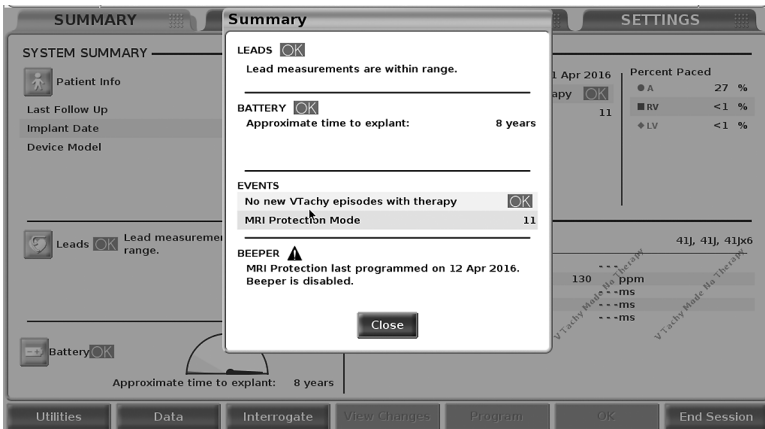 SUMMARY
SETTINGS
Summary
LEADS OK
Lead measurements are within range.
BATTERY OK
Approximate time to explant: 8 years
EVENTS
No new VTachy episodes with therapy OK
MRI Protection Mode 11
BEEPER
MRI Protection last programmed on 12 Apr 2016.
Beeper is disabled.
Close
SYSTEM SUMMARY
Patient Info
Last Follow Up
Implant Date
Device Model
Leads OK Lead measuremen
range.
Battery OK
Approximate time to explant: 8 years
1 Apr 2016
apy OK
11
Percent Paced
A 27 %
RV <1 %
LV <1 %
41J, 41J, 41Jx6
---
130 ppm
---ms
---ms
---ms
VTachy Mode No Therapy
VTachy Mode No Therapy
Utilities
Data
Interrogate
View Changes
Program
OK
End Session